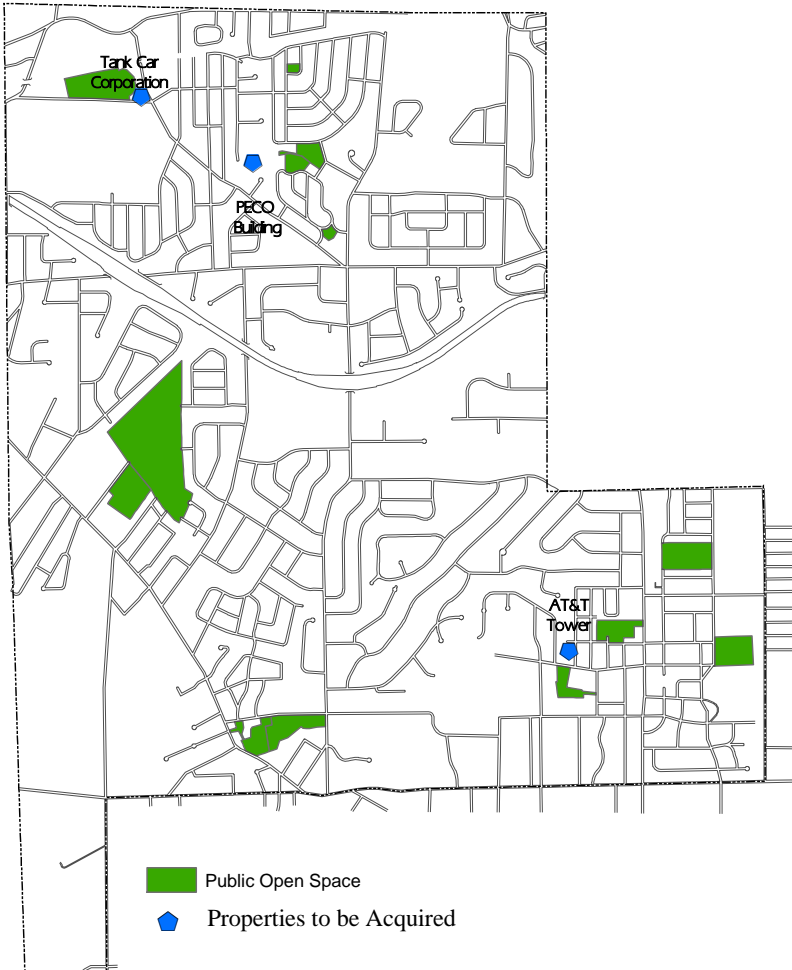 Tank Car
Corporation
PECO
Building
AT&T
Tower
Public Open Space
Properties to be Acquired